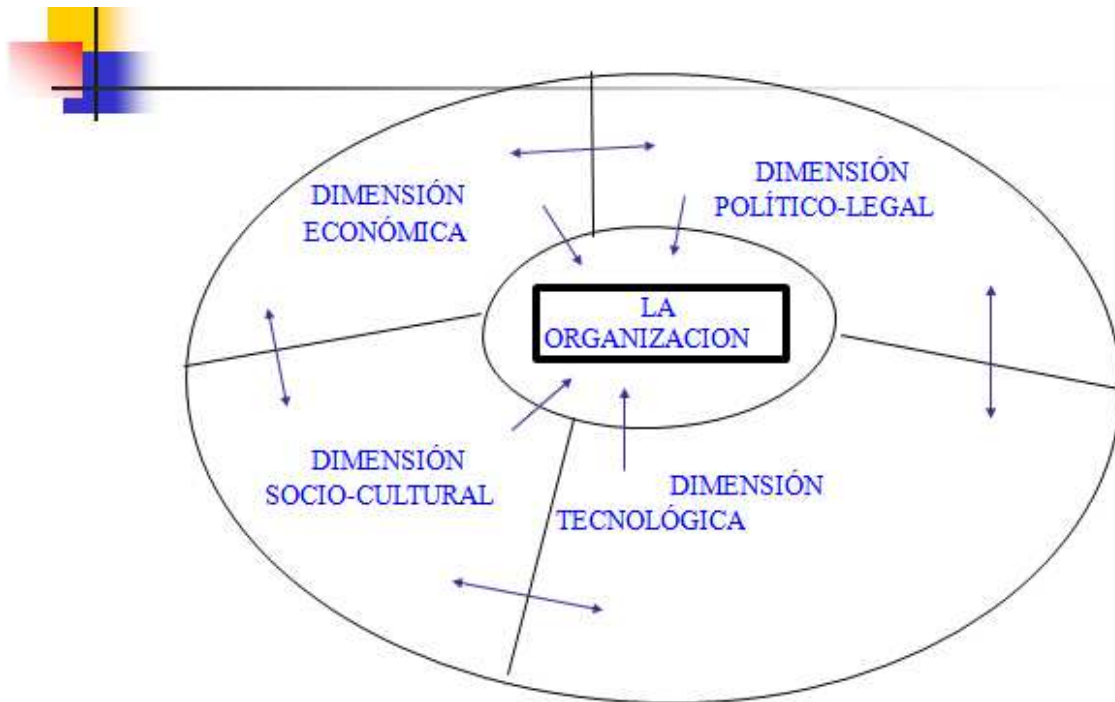 DIMENSIÓN
ECONÓMICA
DIMENSIÓN
POLÍTICO-LEGAL
LA
ORGANIZACION
DIMENSIÓN
SOCIO-CULTURAL
DIMENSIÓN
TECNOLÓGICA